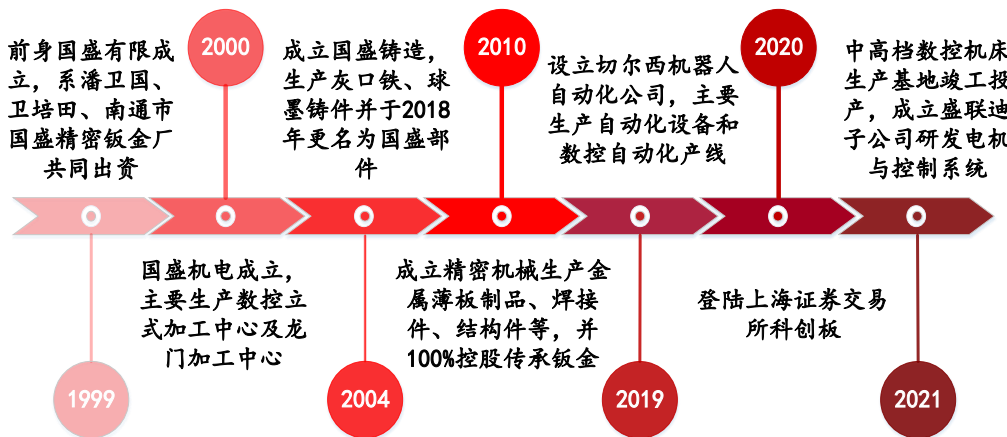 1999
前身国盛有限成
立，系潘卫国、
卫培田、南通市
国盛精密钣金厂
共同出资
2000
国盛机电成立，
主要生产数控立
式加工中心及龙
门加工中心
2004
成立国盛铸造，
生产灰口铁、球
墨铸件并于2018
年更名为国盛部
件
2010
成立精密机械生产金
属薄板制品、焊接
件、结构件等，并
100%控股传承钣金
2019
设立切尔西机器人
自动化公司，主要
生产自动化设备和
数控自动化产线
2020
登陆上海证券交易
所科创板
2021
中高档数控机床
生产基地竣工投
产，成立盛联迪
子公司研发电机
与控制系统